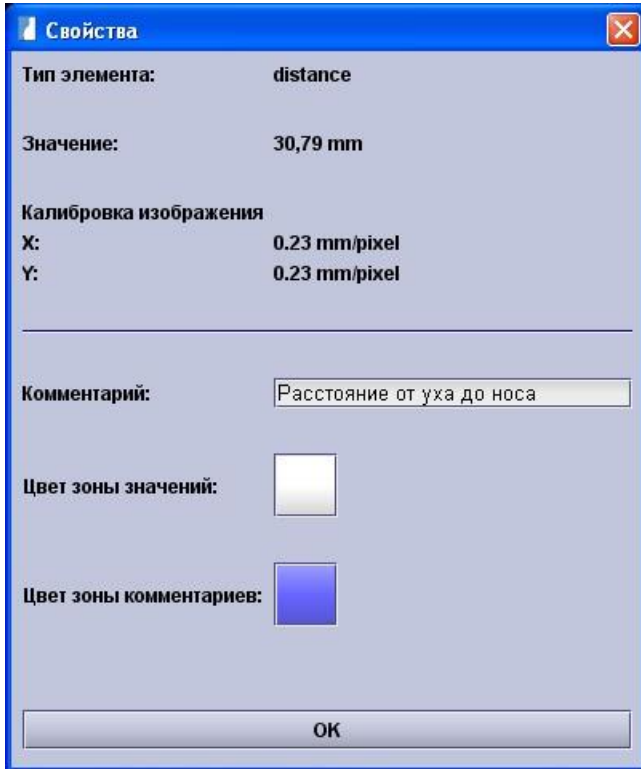 Свойства
Тип элемента: distance
Значение: 30,79 mm
Калибровка изображения
X: 0.23 mm/pixel
Y: 0.23 mm/pixel
Комментарий: Расстояние от уха до носа
Цвет зоны значений:
Цвет зоны комментариев:
OK